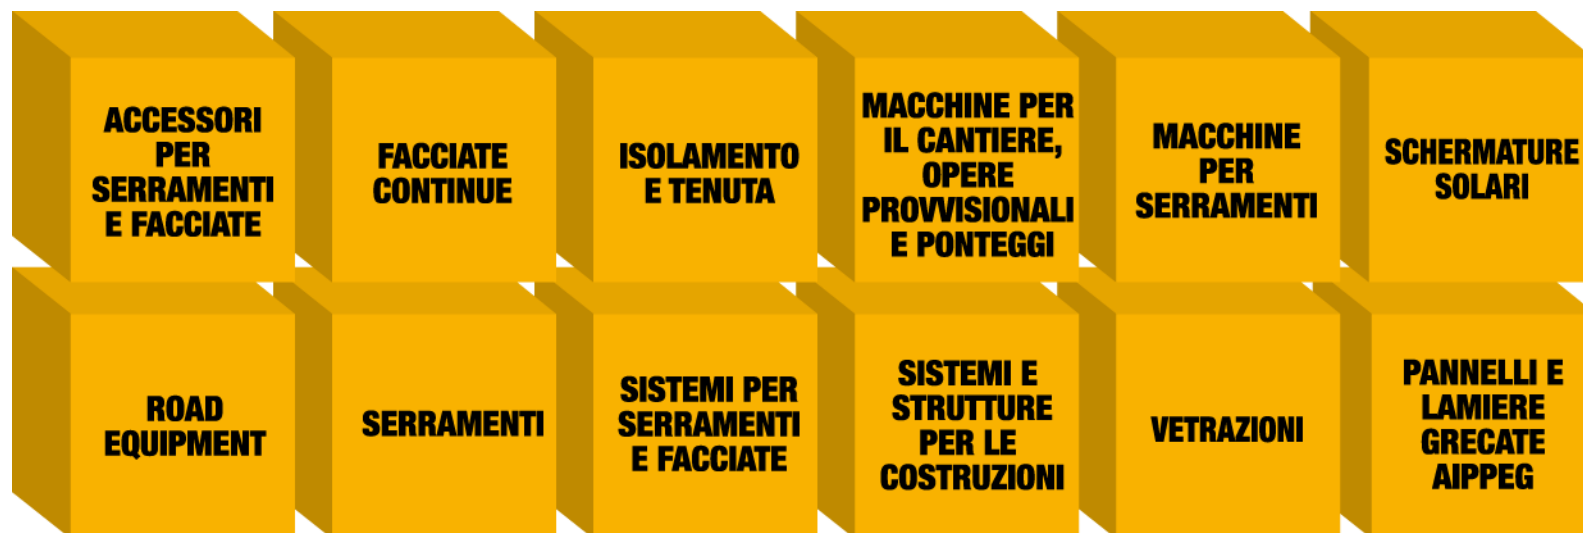 ACCESSORI
PER
SERRAMENTI
E FACCIATE
FACCIATE
CONTINUE
ISOLAMENTO
E TENUTA
MACCHINE PER
IL CANTIERE,
OPERE
PROVVISIONALI
E PONTEGGI
MACCHINE
PER
SERRAMENTI
SCHERMATURE
SOLARI
ROAD
EQUIPMENT
SERRAMENTI
SISTEMI PER
SERRAMENTI
E FACCIATE
SISTEMI E
STRUTTURE
PER LE
COSTRUZIONI
VETRAZIONI
PANNELLI E
LAMIERE
GRECATE
AIPPEG